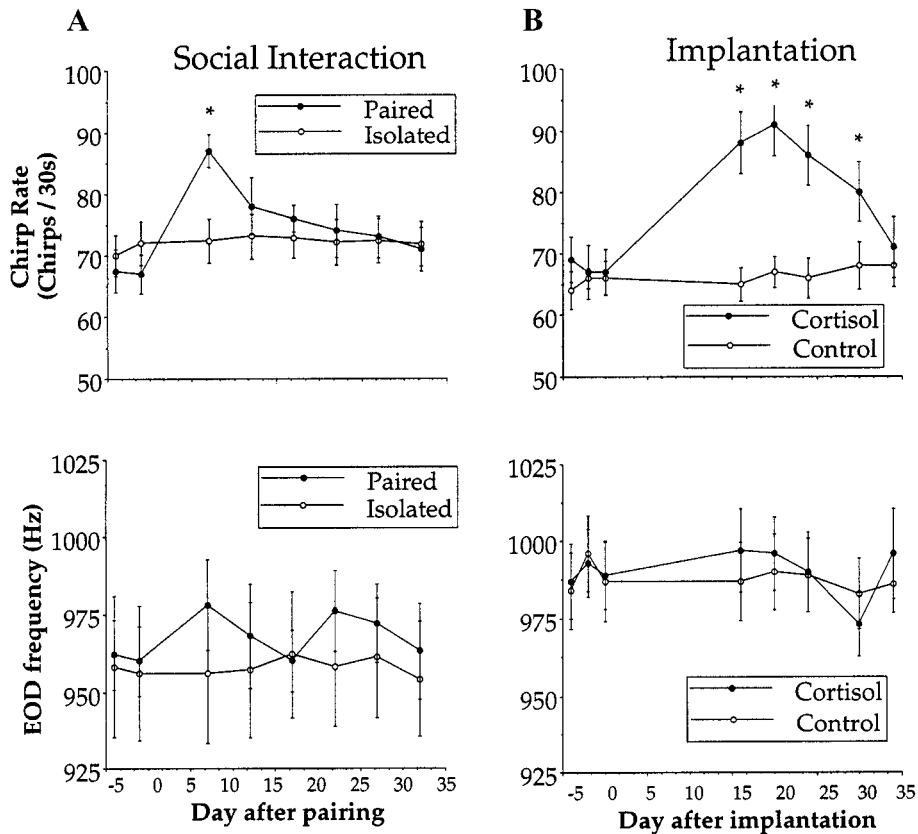 A
Social Interaction
100
90
80
70
60
50
Chirp Rate
(Chirps / 30s)
*
Paired
Isolated
B
Implantation
100
90
80
70
60
50
* * * *
Cortisol
Control
1025
1000
975
950
925
EOD frequency (Hz)
Paired
Isolated
-5 0 5 10 15 20 25 30 35
Day after pairing
1025
1000
975
950
925
Cortisol
Control
-5 0 15 20 25 30 35
Day after implantation